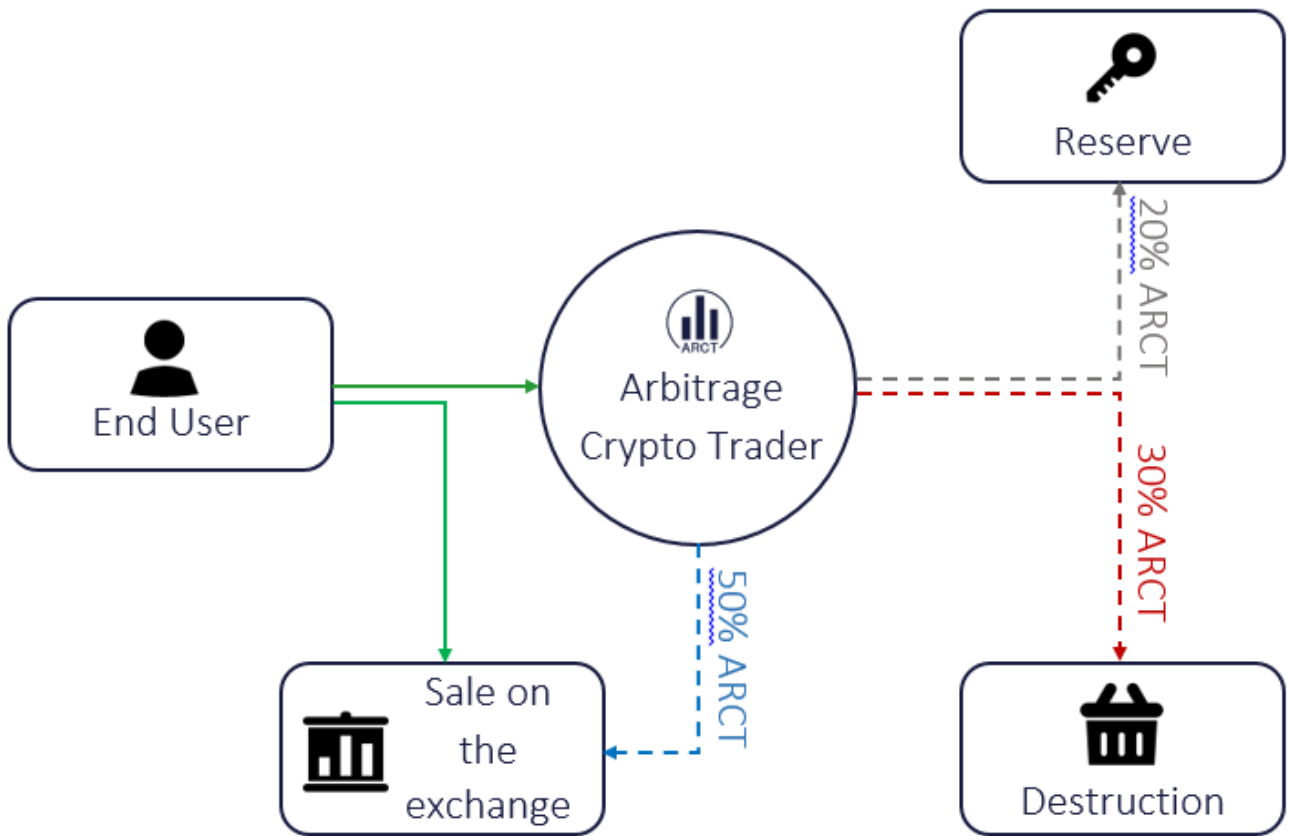 Reserve
20% ARCT
ARCT
Arbitrage
Crypto Trader
End User
30% ARCT
50% ARCT
Sale on
the
exchange
Destruction